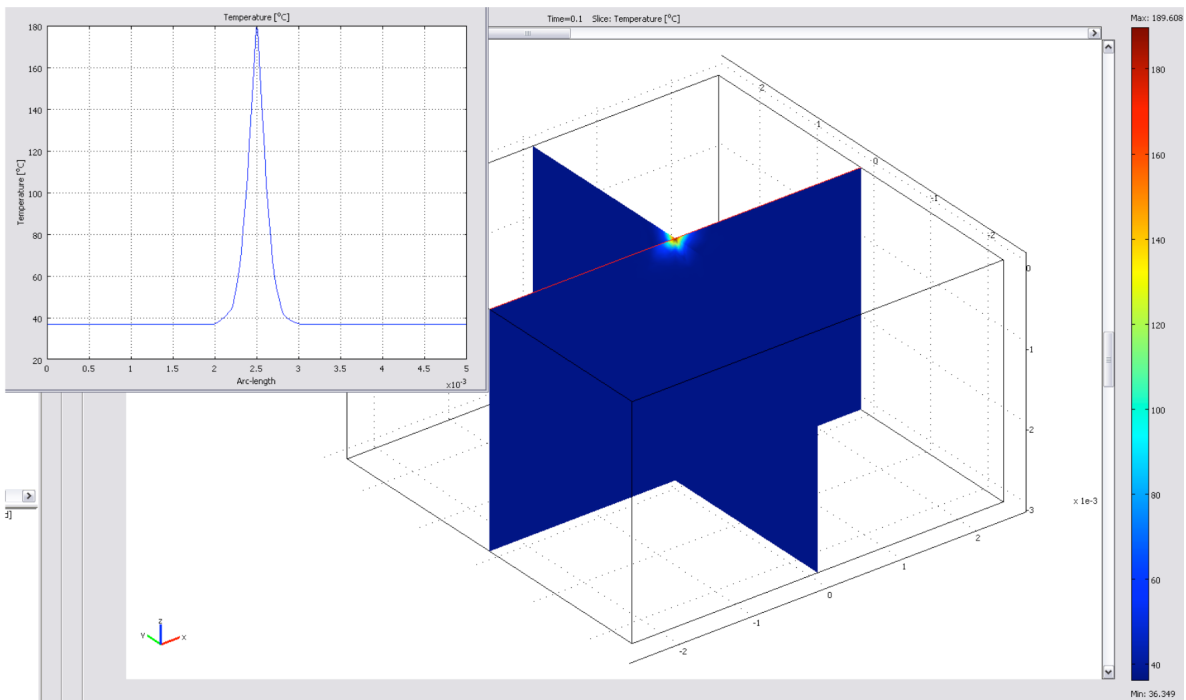 Temperature [⁰C]
180
160
140
120
100
80
60
40
20
Temperature [⁰C]
0 0.5 1 1.5 2 2.5 3 3.5 4 4.5 5
Arc-length
x10⁻³
Time=0.1 Slice: Temperature [⁰C]
2
1
0
-1
-2
0
-1
-2
-3
x 1e-3
2
1
0
-1
-2
Max: 189.608
180
160
140
120
100
80
60
40
Min: 36.349
z
y
x
d]